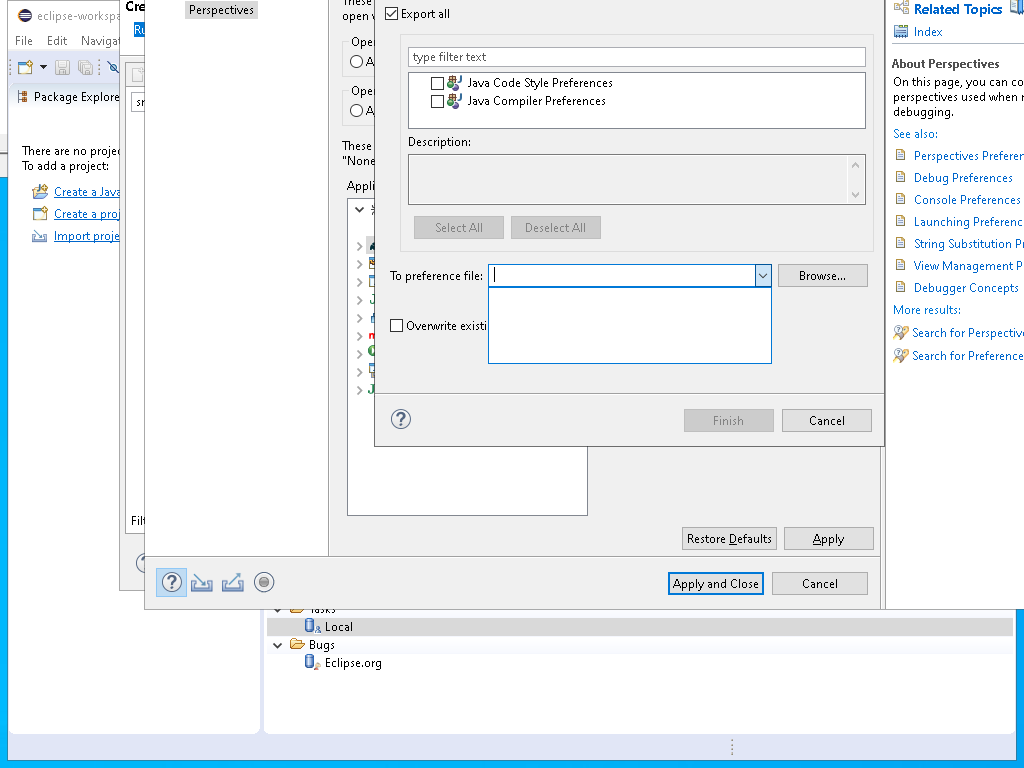 eclipse-workspa
File Edit Navigat
Package Explore
There are no projec
To add a project:
Create a Java
Create a proj
Import proje
Cre
Ru
sr
Filt
Perspectives
These
open v
Oper
A
Oper
A
These
"None
Appli
Export all
type filter text
Java Code Style Preferences
Java Compiler Preferences
Description:
Select All
Deselect All
To preference file:
Browse...
Overwrite existi
Finish
Cancel
Restore Defaults
Apply
Apply and Close
Cancel
Related Topics
Index
About Perspectives
On this page, you can co
perspectives used when r
debugging.
See also:
Perspectives Preferen
Debug Preferences
Console Preferences
Launching Preferenc
String Substitution P
View Management P
Debugger Concepts
More results:
Search for Perspectiv
Search for Preference
Tasks
Local
Bugs
Eclipse.org